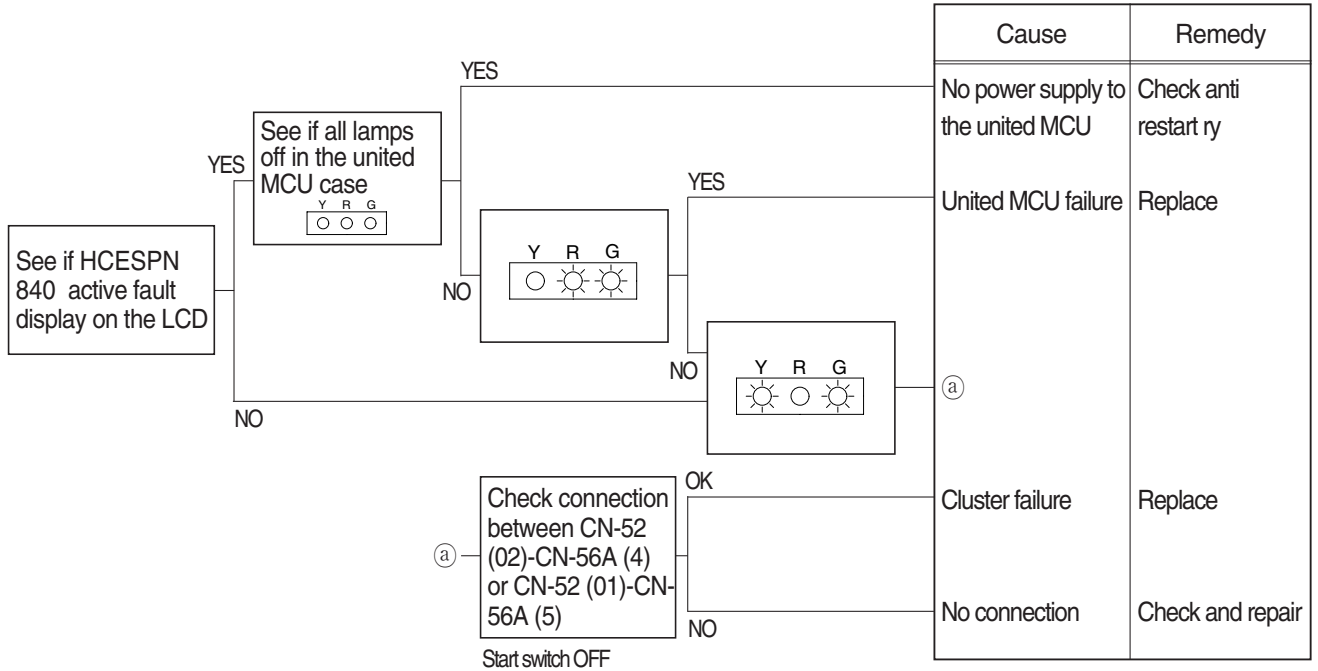 Cause Remedy
YES
No power supply to Check anti
the united MCU restart ry
See if all lamps
off in the united
MCU case
Y R G
YES
YES
United MCU failure Replace
See if HCESPN
840 active fault
display on the LCD
Y R G
NO
NO
Y R G
ⓐ
NO
OK
Check connection
between CN-52
(02)-CN-56A (4)
or CN-52 (01)-CN-
56A (5)
Cluster failure Replace
ⓐ
No connection Check and repair
NO
Start switch OFF